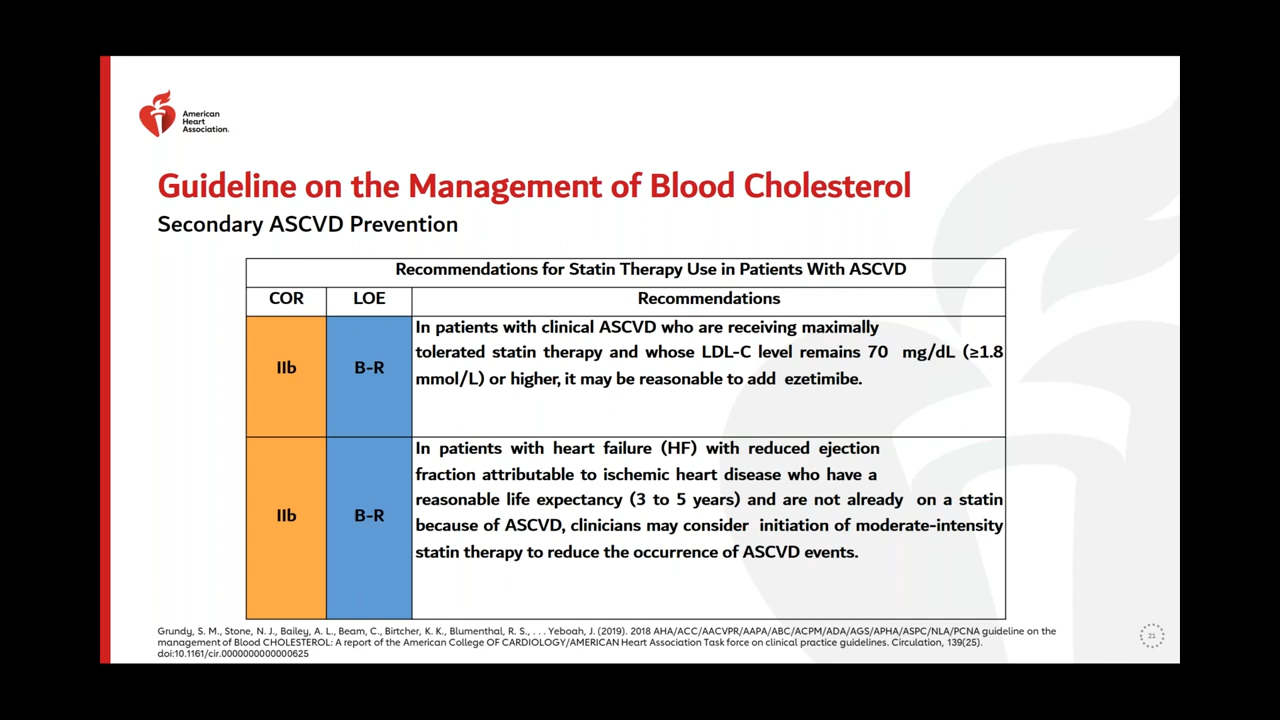 American
Heart
Association.
Guideline on the Management of Blood Cholesterol
Secondary ASCVD Prevention
Recommendations for Statin Therapy Use in Patients With ASCVD
COR LOE Recommendations
IIb B-R
In patients with clinical ASCVD who are receiving maximally
tolerated statin therapy and whose LDL-C level remains 70 mg/dL (≥1.8
mmol/L) or higher, it may be reasonable to add ezetimibe.
IIb B-R
In patients with heart failure (HF) with reduced ejection
fraction attributable to ischemic heart disease who have a
reasonable life expectancy (3 to 5 years) and are not already on a statin
because of ASCVD, clinicians may consider initiation of moderate-intensity
statin therapy to reduce the occurrence of ASCVD events.
Grundy, S. M., Stone, N. J., Bailey, A. L., Beam, C., Birtcher, K. K., Blumenthal, R. S., . . . Yeboah, J. (2019). 2018 AHA/ACC/AACVPR/AAPA/ABC/ACPM/ADA/AGS/APHA/ASPC/NLA/PCNA guideline on the
management of Blood CHOLESTEROL: A report of the American College OF CARDIOLOGY/AMERICAN Heart Association Task force on clinical practice guidelines. Circulation, 139(25).
doi:10.1161/cir.0000000000000625
21